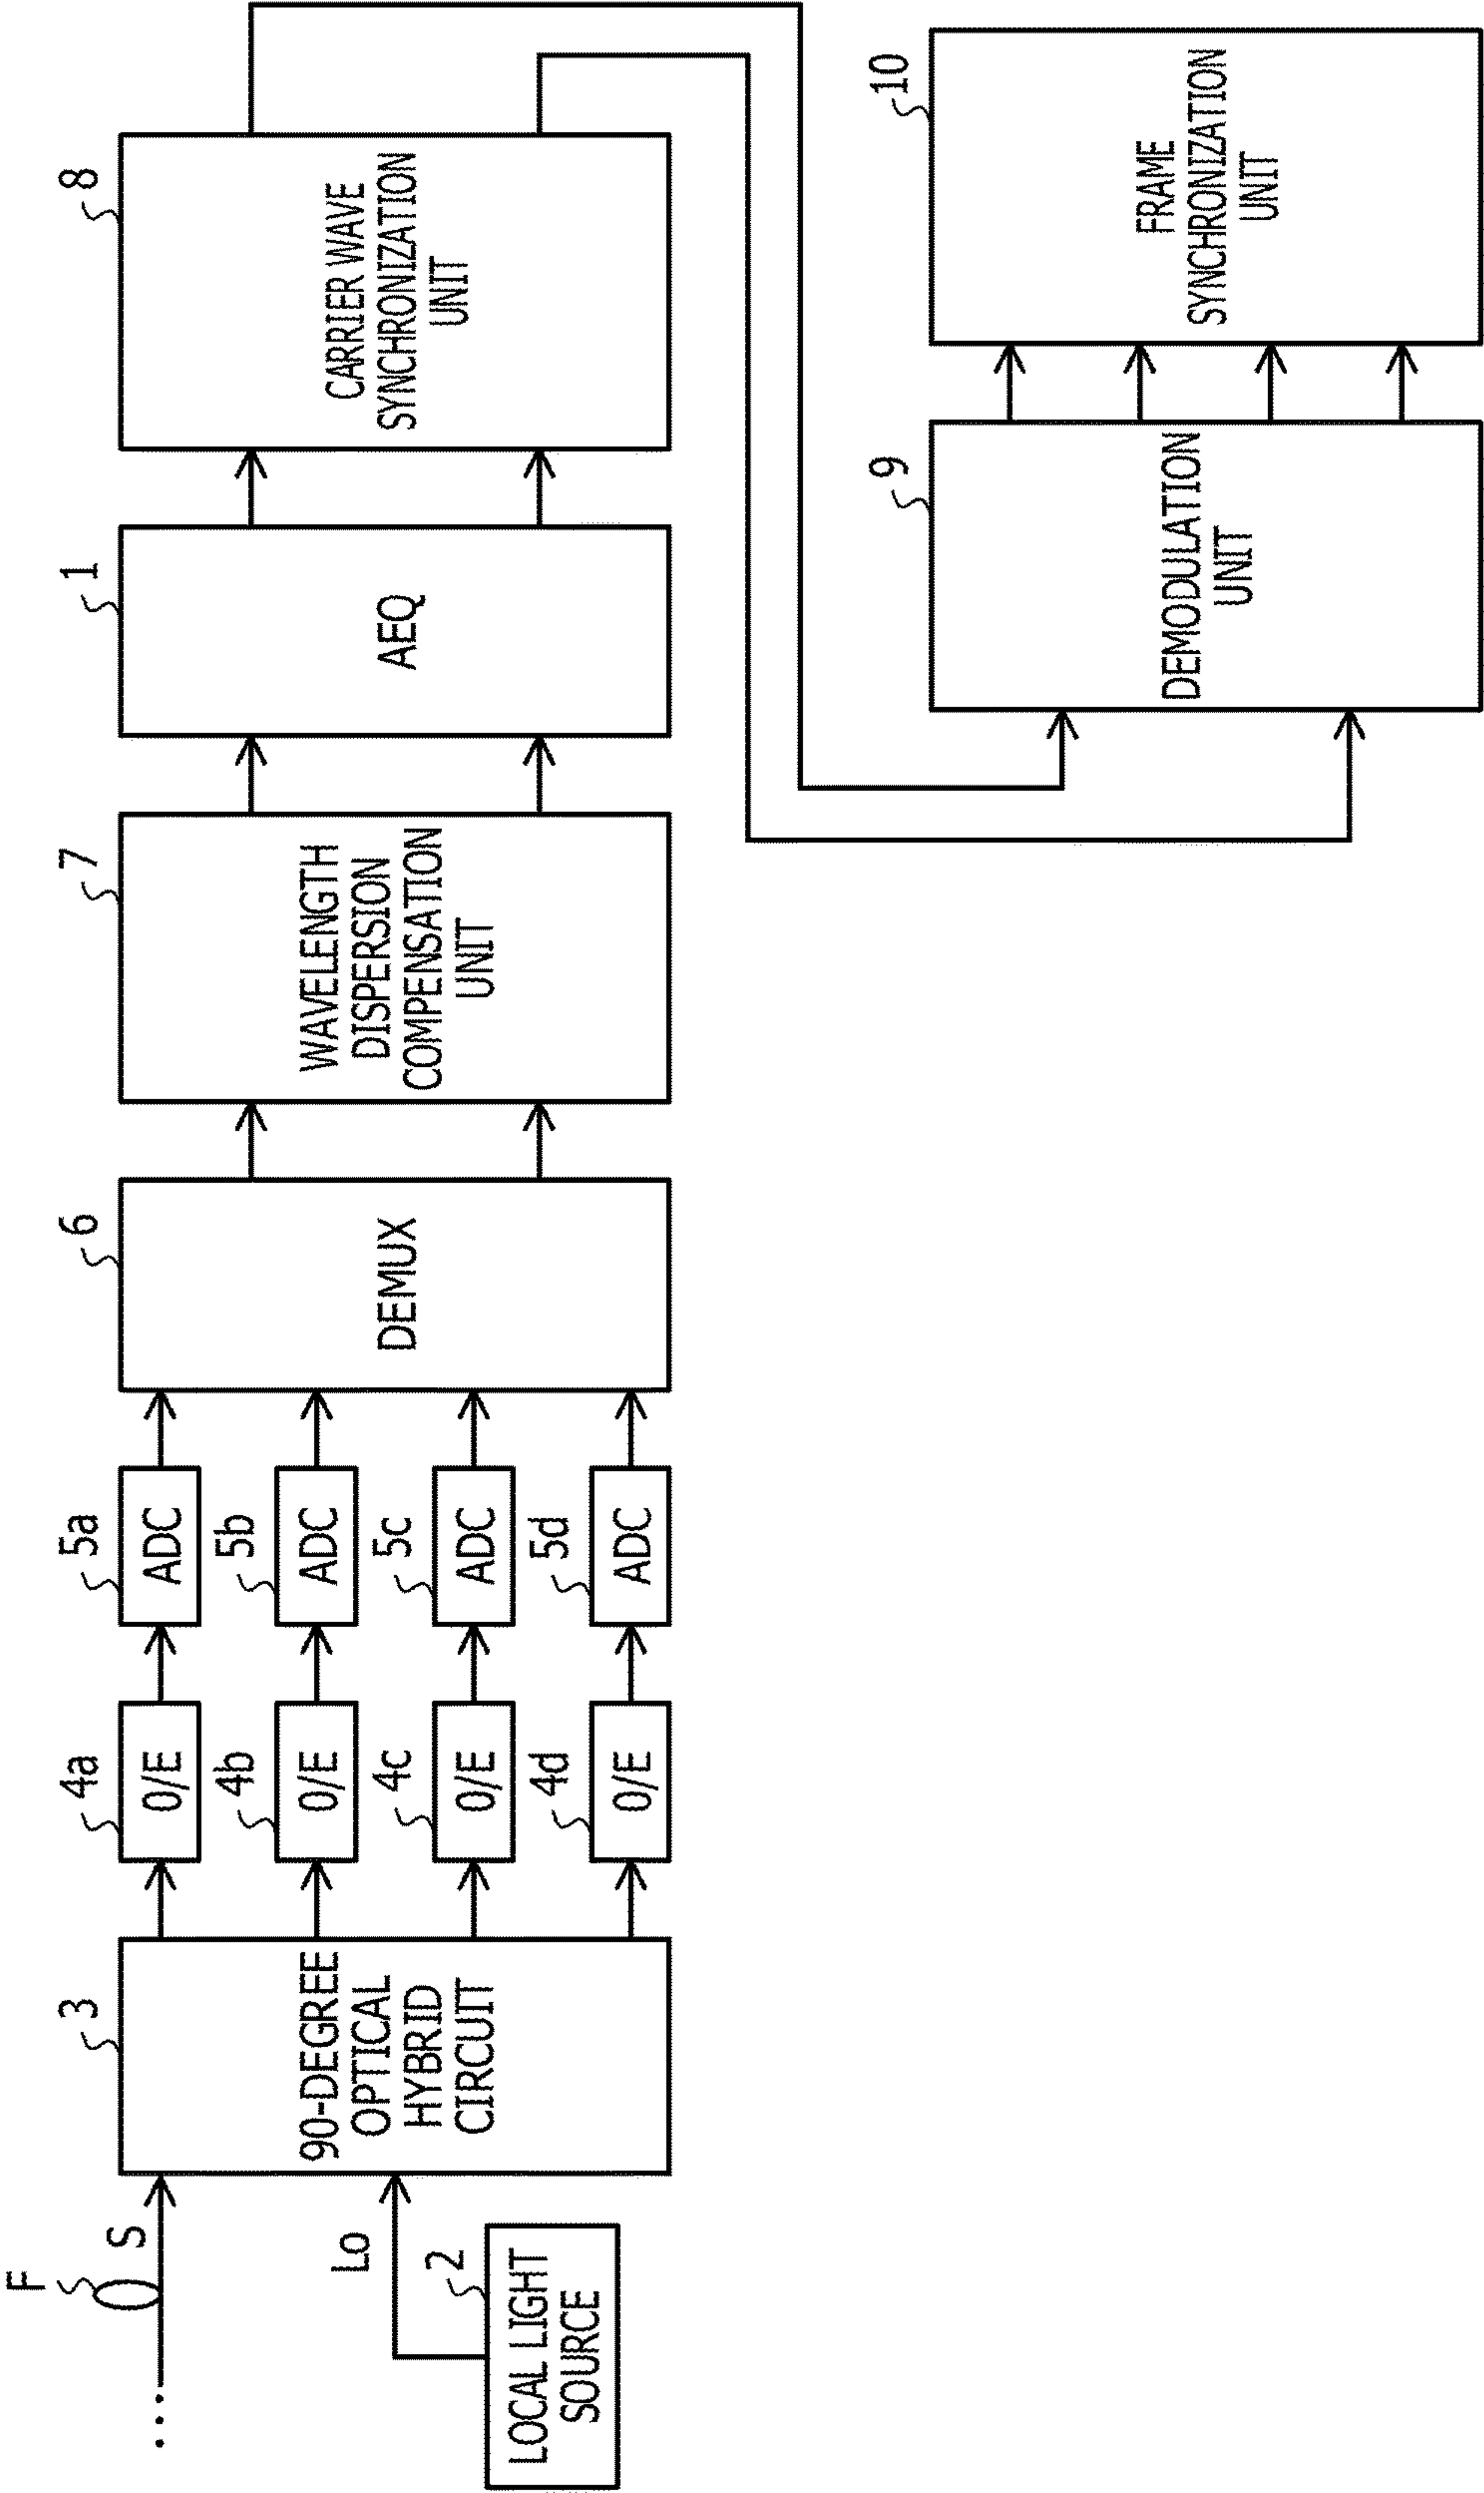 F
S
...
Lo
2
LOCAL LIGHT
SOURCE
3
90-DEGREE
OPTICAL
HYBRID
CIRCUIT
4a
O/E
4b
O/E
4c
O/E
4d
O/E
5a
ADC
5b
ADC
5c
ADC
5d
ADC
6
DEMUX
7
WAVELENGTH
DISPERSION
COMPENSATION
UNIT
1
AEQ
8
CARRIER WAVE
SYNCHRONIZATION
UNIT
9
DEMODULATION
UNIT
10
FRAME
SYNCHRONIZATION
UNIT